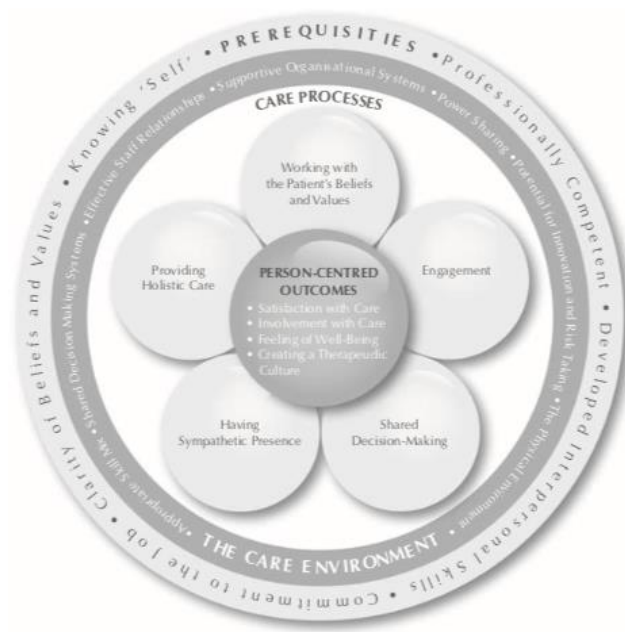 PREREQUISITIES • Professionally Competent • Developed Interpersonal Skills • Commitment to the Job • Clarity of Beliefs and Values • Knowing ‘Self’ •
THE CARE ENVIRONMENT • Appropriate Skill Mix • Shared Decision Making Systems • Effective Staff Relationships • Supportive Organisational Systems • Power Sharing • Potential for Innovation and Risk Taking • The Physical Environment •
CARE PROCESSES
Working with
the Patient's Beliefs
and Values
Providing
Holistic Care
Engagement
PERSON-CENTRED
OUTCOMES
• Satisfaction with Care
• Involvement with Care
• Feeling of Well-Being
• Creating a Therapeudic
Culture
Having
Sympathetic Presence
Shared
Decision-Making